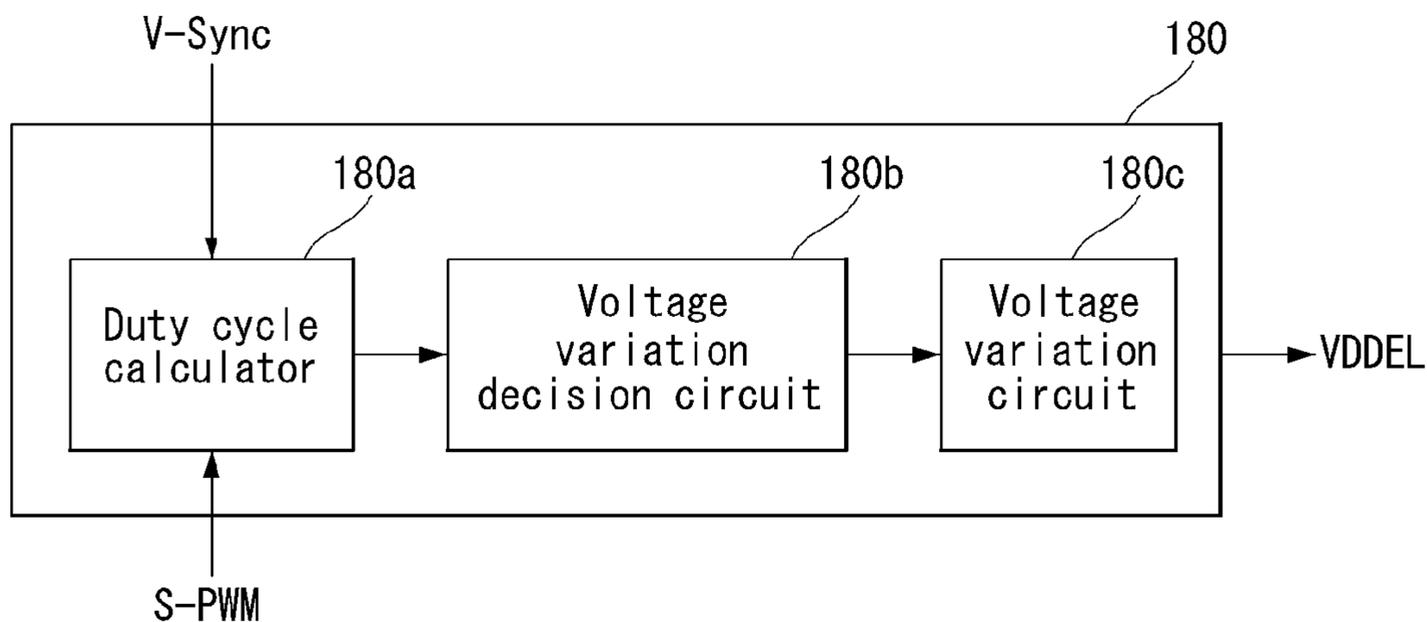 V-Sync
180
180a
180b
180c
Duty cycle
calculator
Voltage
variation
decision circuit
Voltage
variation
circuit
VDDEL
S-PWM